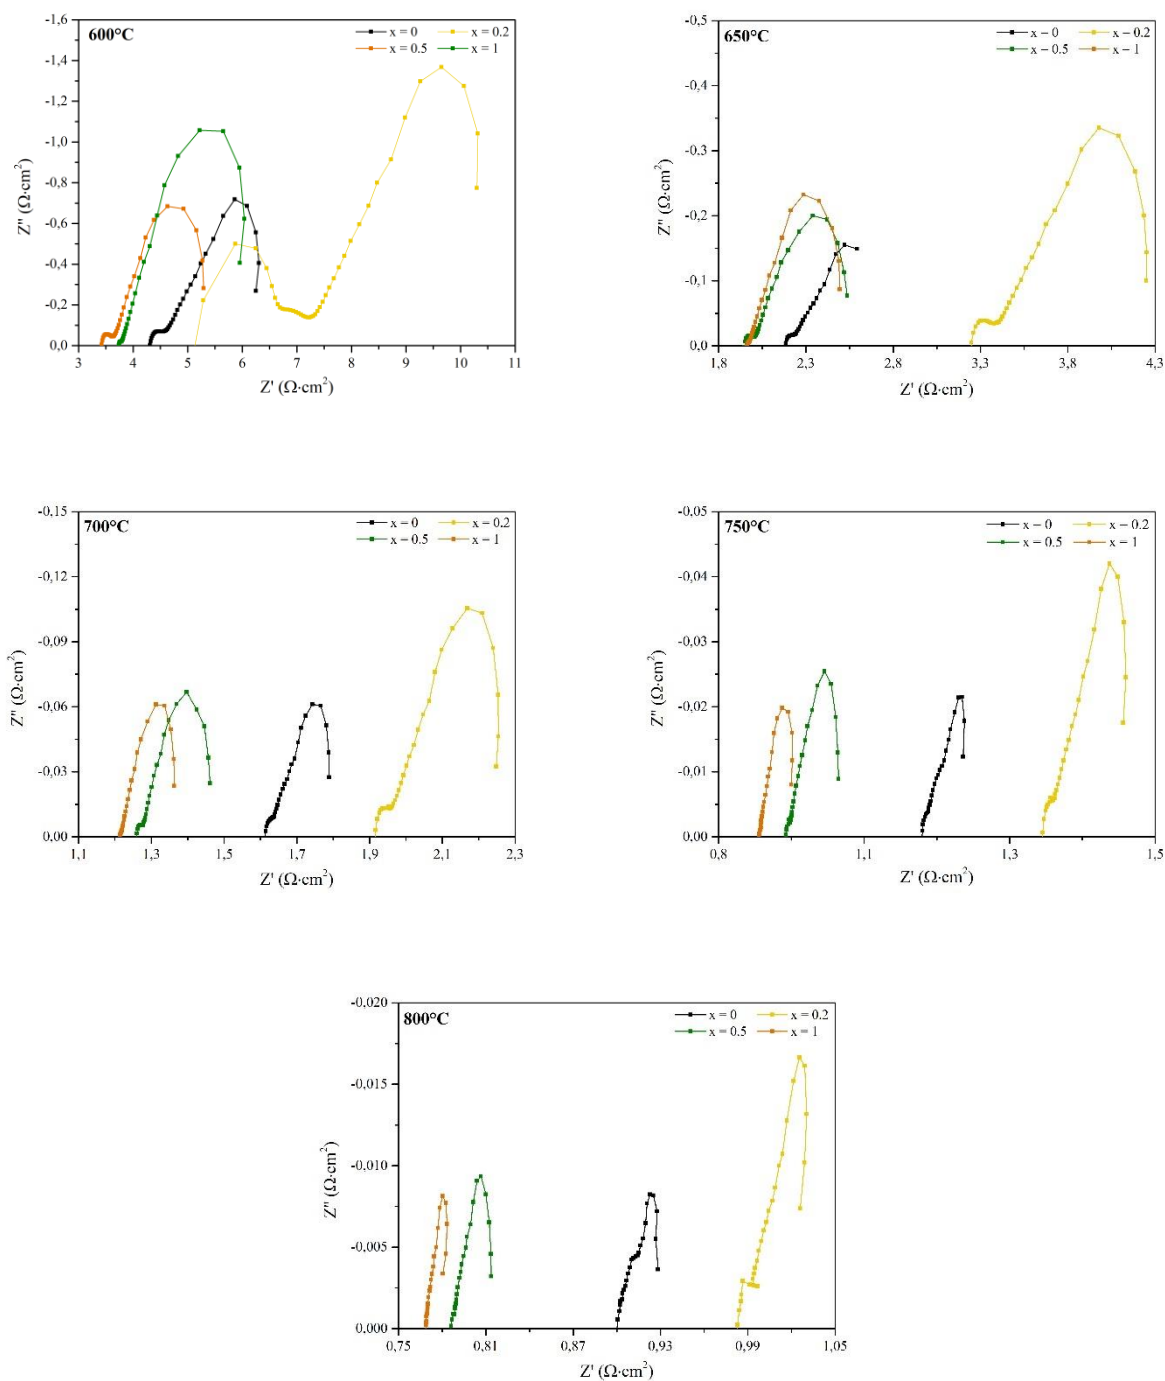 600°C
x = 0
x = 0.2
x = 0.5
x = 1
-1,6
-1,4
-1,2
-1,0
-0,8
-0,6
-0,4
-0,2
0,0
3 4 5 6 7 8 9 10 11
Z'' (Ω·cm²)
Z' (Ω·cm²)
650°C
x – 0
x – 0.2
x – 0.5
x – 1
-0,5
-0,4
-0,3
-0,2
-0,1
0,0
1,8 2,3 2,8 3,3 3,8 4,3
Z'' (Ω·cm²)
Z' (Ω·cm²)
700°C
x = 0
x = 0.2
x – 0.5
x = 1
-0,15
-0,12
-0,09
-0,06
-0,03
0,00
1,1 1,3 1,5 1,7 1,9 2,1 2,3
Z'' (Ω·cm²)
Z' (Ω·cm²)
750°C
x – 0
x = 0.2
x = 0.5
x = 1
-0,05
-0,04
-0,03
-0,02
-0,01
0,00
0,8 1,1 1,3 1,5
Z'' (Ω·cm²)
Z' (Ω·cm²)
800°C
x = 0
x = 0.2
x = 0.5
x = 1
-0,020
-0,015
-0,010
-0,005
0,000
0,75 0,81 0,87 0,93 0,99 1,05
Z'' (Ω·cm²)
Z' (Ω·cm²)